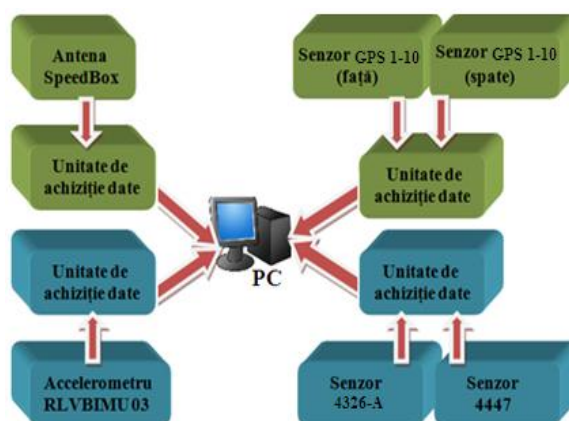 Antena
SpeedBox
Senzor GPS 1-10
(față)
Senzor GPS 1-10
(spate)
Unitate de
achiziție date
Unitate de
achiziție date
Unitate de
achiziție date
PC
Unitate de
achiziție date
Accelerometru
RLVBIMU 03
Senzor
4326-A
Senzor
4447